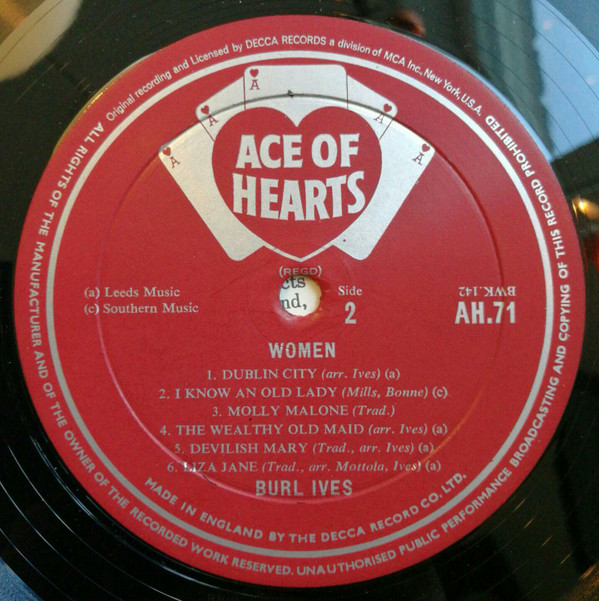 Original recording and Licensed by DECCA RECORDS a division of MCA Inc. New York, U.S.A.
ALL RIGHTS OF THE MANUFACTURER AND OF THE OWNER OF THE RECORDED WORK RESERVED. UNAUTHORISED PUBLIC PERFORMANCE BROADCASTING AND COPYING OF THIS RECORD PROHIBITED
A
A
A
A
ACE OF
HEARTS
(REGD)
cts
nd,
(a) Leeds Music
(c) Southern Music
Side
2
BWK.142
AH.71
WOMEN
1. DUBLIN CITY (arr. Ives) (a)
2. I KNOW AN OLD LADY (Mills, Bonne) (c)
3. MOLLY MALONE (Trad.)
4. THE WEALTHY OLD MAID (arr. Ives) (a)
5. DEVILISH MARY (Trad., arr. Ives) (a)
6. LIZA JANE (Trad., arr. Mottola, Ives) (a)
BURL IVES
MADE IN ENGLAND BY THE DECCA RECORD CO. LTD.